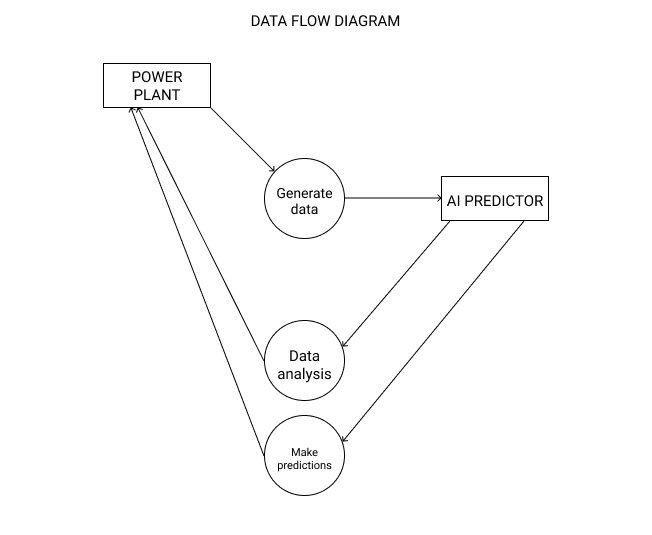 DATA FLOW DIAGRAM
POWER
PLANT
Generate
data
AI PREDICTOR
Data
analysis
Make
predictions